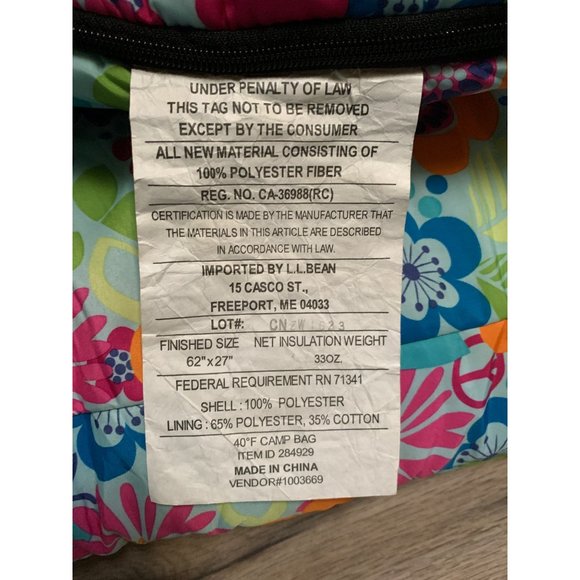 UNDER PENALTY OF LAW
THIS TAG NOT TO BE REMOVED
EXCEPT BY THE CONSUMER
ALL NEW MATERIAL CONSISTING OF
100% POLYESTER FIBER
REG. NO. CA-36988(RC)
CERTIFICATION IS MADE BY THE MANUFACTURER THAT
THE MATERIALS IN THIS ARTICLE ARE DESCRIBED
IN ACCORDANCE WITH LAW.
IMPORTED BY L.L.BEAN
15 CASCO ST.,
FREEPORT, ME 04033
LOT#:
FINISHED SIZE NET INSULATION WEIGHT
62"x27" 33OZ.
FEDERAL REQUIREMENT RN 71341
SHELL : 100% POLYESTER
LINING : 65% POLYESTER, 35% COTTON
40°F CAMP BAG
ITEM ID 284929
MADE IN CHINA
VENDOR#1003669